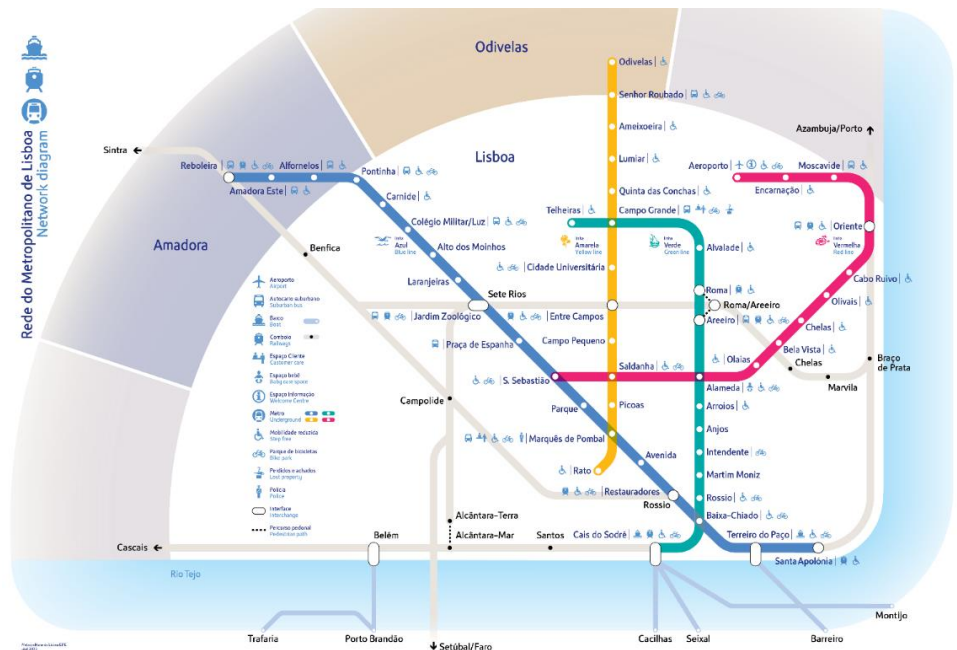 Rede do Metropolitano de Lisboa
Network diagram
Odivelas
Lisboa
Amadora
Sintra
Azambuja/Porto
Odivelas
Senhor Roubado
Ameixoeira
Lumiar
Quinta das Conchas
Campo Grande
Telheiras
Cidade Universitária
Entre Campos
Campo Pequeno
Saldanha
Picoas
Marquês de Pombal
Rato
Reboleira
Amadora Este
Alfornelos
Pontinha
Carnide
Colégio Militar/Luz
Alto dos Moinhos
Laranjeiras
Sete Rios
Jardim Zoológico
Praça de Espanha
S. Sebastião
Parque
Avenida
Restauradores
Rossio
Baixa-Chiado
Terreiro do Paço
Santa Apolónia
Aeroporto
Encarnação
Moscavide
Oriente
Cabo Ruivo
Olivais
Chelas
Bela Vista
Olaias
Alameda
Alvalade
Roma
Roma/Areeiro
Areeiro
Arroios
Anjos
Intendente
Martim Moniz
Rossio
Cais do Sodré
linha
Azul
Blue line
linha
Amarela
Yellow line
linha
Verde
Green line
linha
Vermelha
Red line
Benfica
Campolide
Alcântara-Terra
Alcântara-Mar
Santos
Belém
Cascais
Chelas
Marvila
Braço
de Prata
Rio Tejo
Trafaria
Porto Brandão
Setúbal/Faro
Cacilhas
Seixal
Barreiro
Montijo
Aeroporto
Airport
Autocarro suburbano
Suburban bus
Barco
Boat
Comboio
Railways
Espaço Cliente
Customer care
Espaço bebé
Espaço informação
Welcome Centre
Metro
Underground
Mobilidade reduzida
Step free
Parque de bicicletas
Bike park
Perdidos e achados
Lost property
Polícia
Police
Interface
Interchange
Percurso pedonal
Pedestrian path